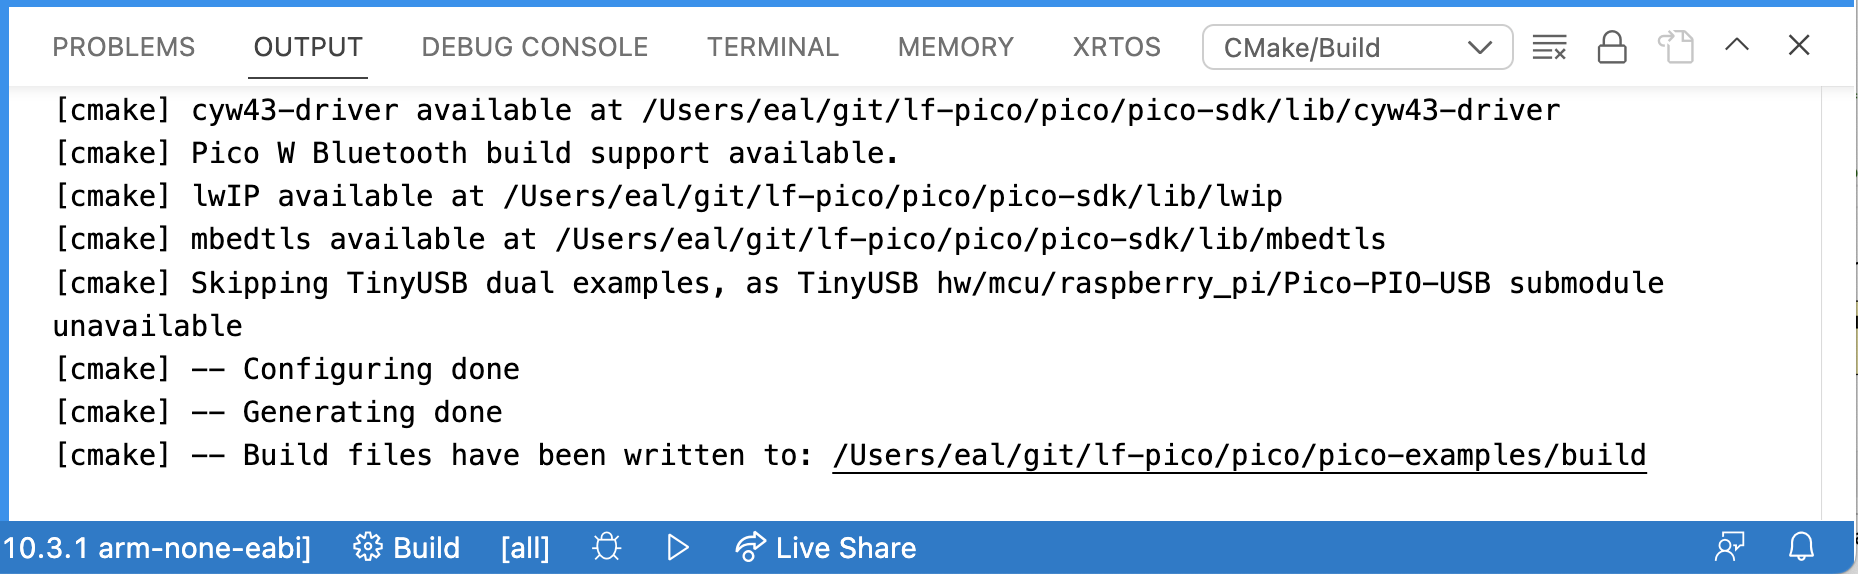 PROBLEMS OUTPUT DEBUG CONSOLE TERMINAL MEMORY XRTOS CMake/Build
[cmake] cyw43-driver available at /Users/eal/git/lf-pico/pico/pico-sdk/lib/cyw43-driver
[cmake] Pico W Bluetooth build support available.
[cmake] lwIP available at /Users/eal/git/lf-pico/pico/pico-sdk/lib/lwip
[cmake] mbedtls available at /Users/eal/git/lf-pico/pico/pico-sdk/lib/mbedtls
[cmake] Skipping TinyUSB dual examples, as TinyUSB hw/mcu/raspberry_pi/Pico-PIO-USB submodule
unavailable
[cmake] -- Configuring done
[cmake] -- Generating done
[cmake] -- Build files have been written to: /Users/eal/git/lf-pico/pico/pico-examples/build
10.3.1 arm-none-eabi] Build [all] Live Share